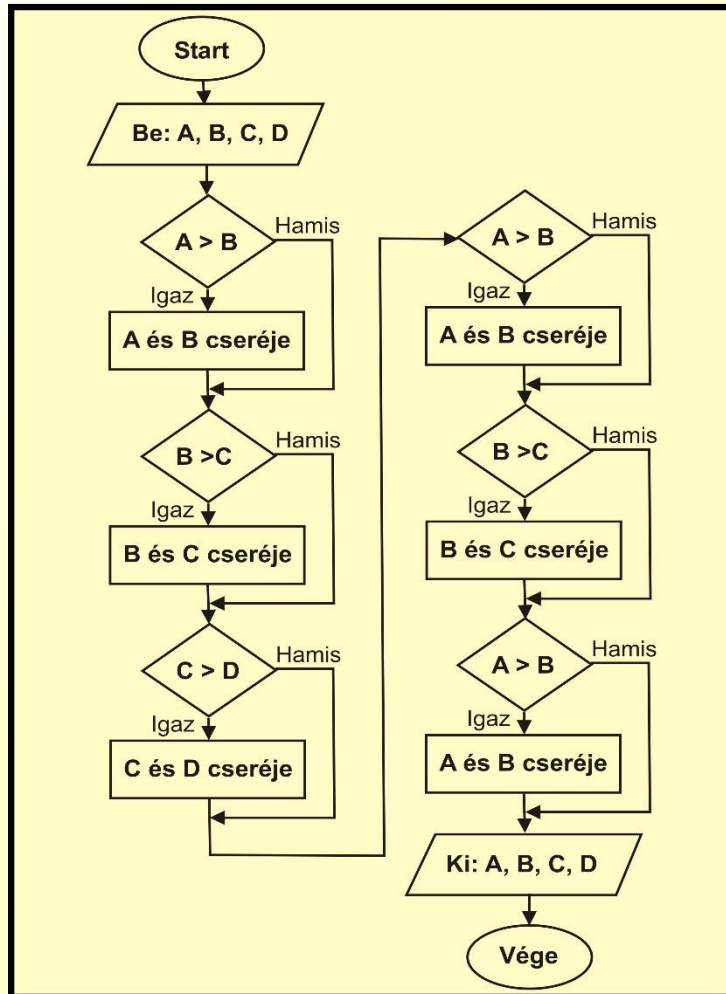 Start
Be: A, B, C, D
A > B
Hamis
Igaz
A és B cseréje
B >C
Hamis
Igaz
B és C cseréje
C > D
Hamis
Igaz
C és D cseréje
A > B
Hamis
Igaz
A és B cseréje
B >C
Hamis
Igaz
B és C cseréje
A > B
Hamis
Igaz
A és B cseréje
Ki: A, B, C, D
Vége